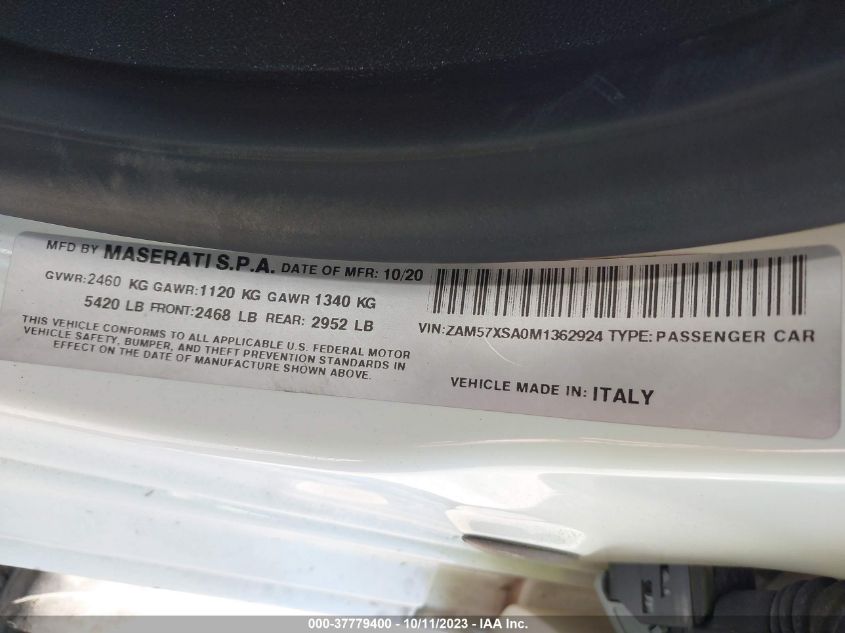 MFD BY MASERATI S.P.A. DATE OF MFR: 10/20
GVWR:2460 KG GAWR:1120 KG GAWR 1340 KG
5420 LB FRONT:2468 LB REAR: 2952 LB
THIS VEHICLE CONFORMS TO ALL APPLICABLE U.S. FEDERAL MOTOR
VEHICLE SAFETY, BUMPER, AND THEFT PREVENTION STANDARDS IN
EFFECT ON THE DATE OF MANUFACTURE SHOWN ABOVE.
VIN:ZAM57XSA0M1362924 TYPE:PASSENGER CAR
VEHICLE MADE IN: ITALY
000-37779400 - 10/11/2023 - IAA Inc.